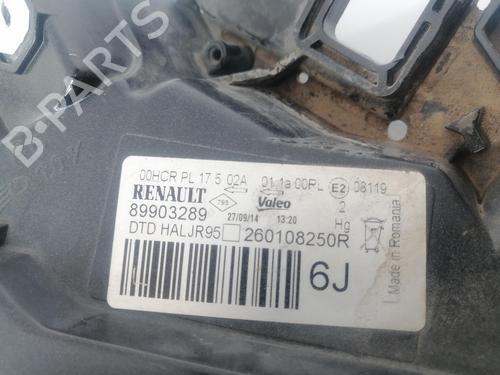 B-PARTS
00HCR PL 17.5 02A 01 1a 00RL E2 08119
RENAULT 796 Valeo 2
89903289 27/09/14 13:20 Hg
DTD HALJR95 260108250R
6J
L Made in Romania